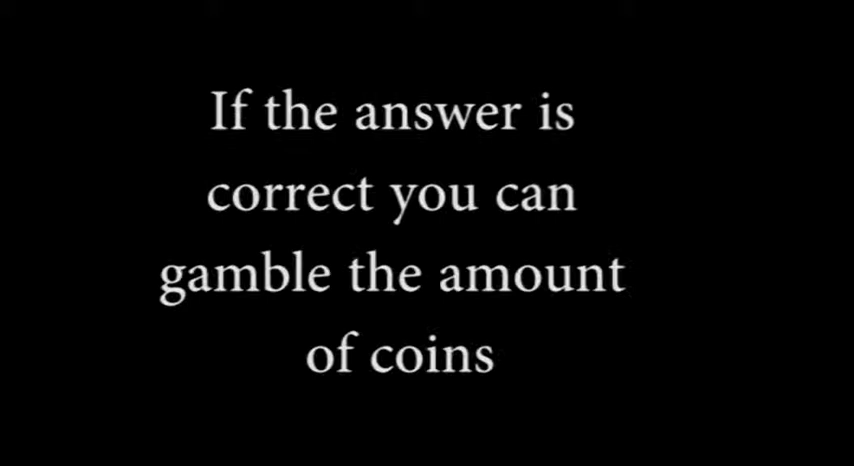 If the answer is
correct you can
gamble the amount
of coins